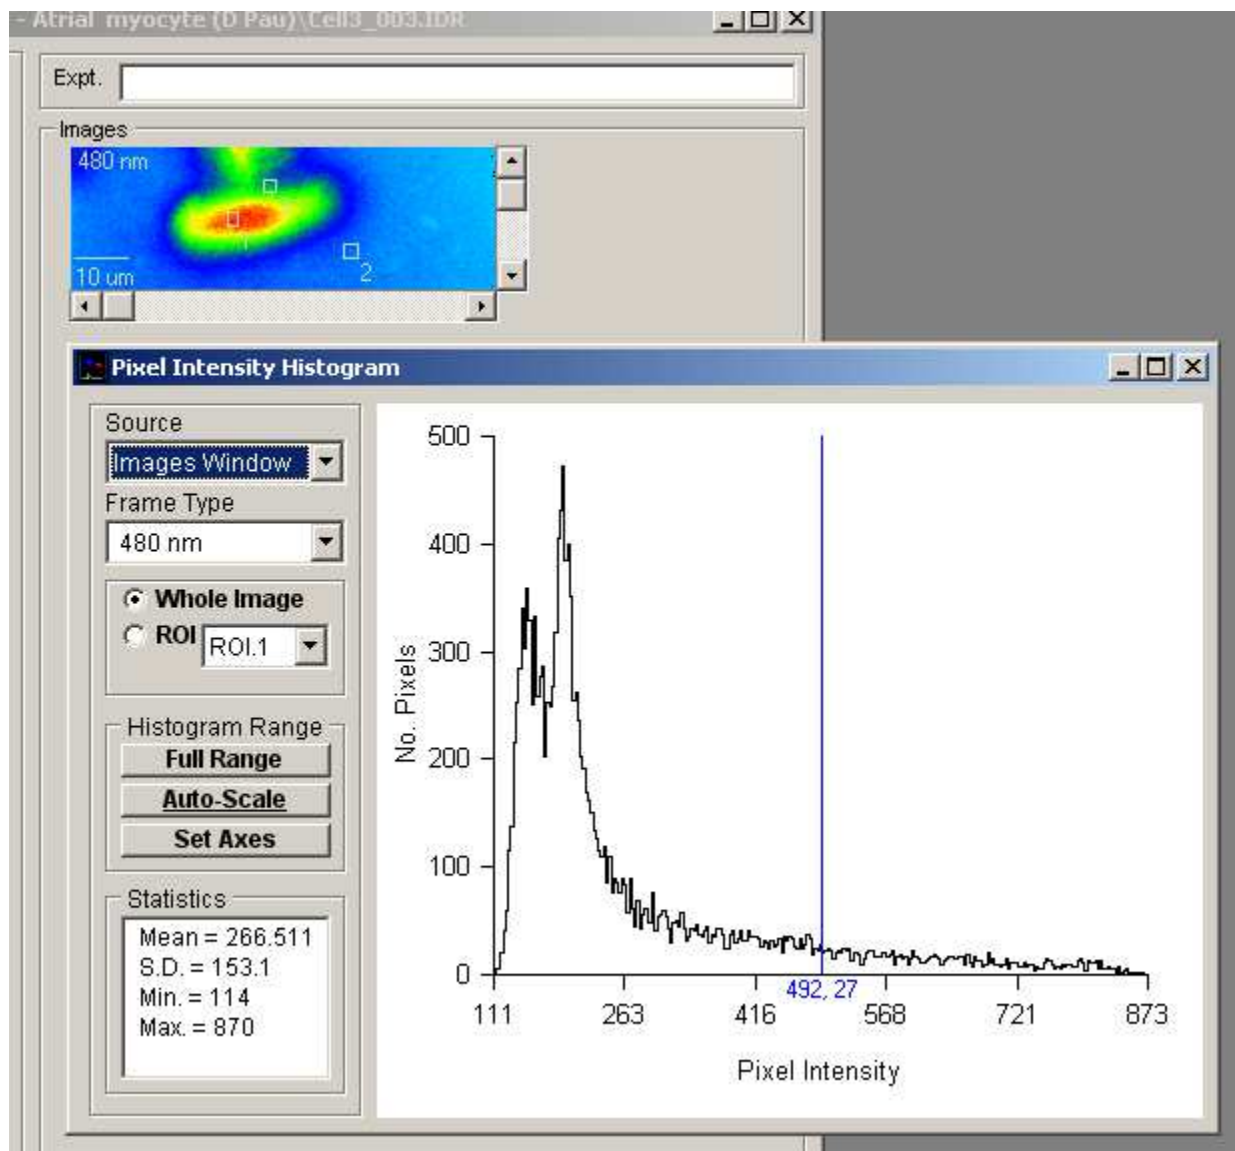 - Atrial myocyte (D Pau)\Cell3_003.IDR
Expt.
Images
480 nm
1
2
10 um
Pixel Intensity Histogram
Source
Images Window
Frame Type
480 nm
Whole Image
ROI
ROI.1
Histogram Range
Full Range
Auto-Scale
Set Axes
Statistics
Mean = 266.511
S.D. = 153.1
Min. = 114
Max. = 870
500
400
300
200
100
0
No. Pixels
492, 27
111 263 416 568 721 873
Pixel Intensity